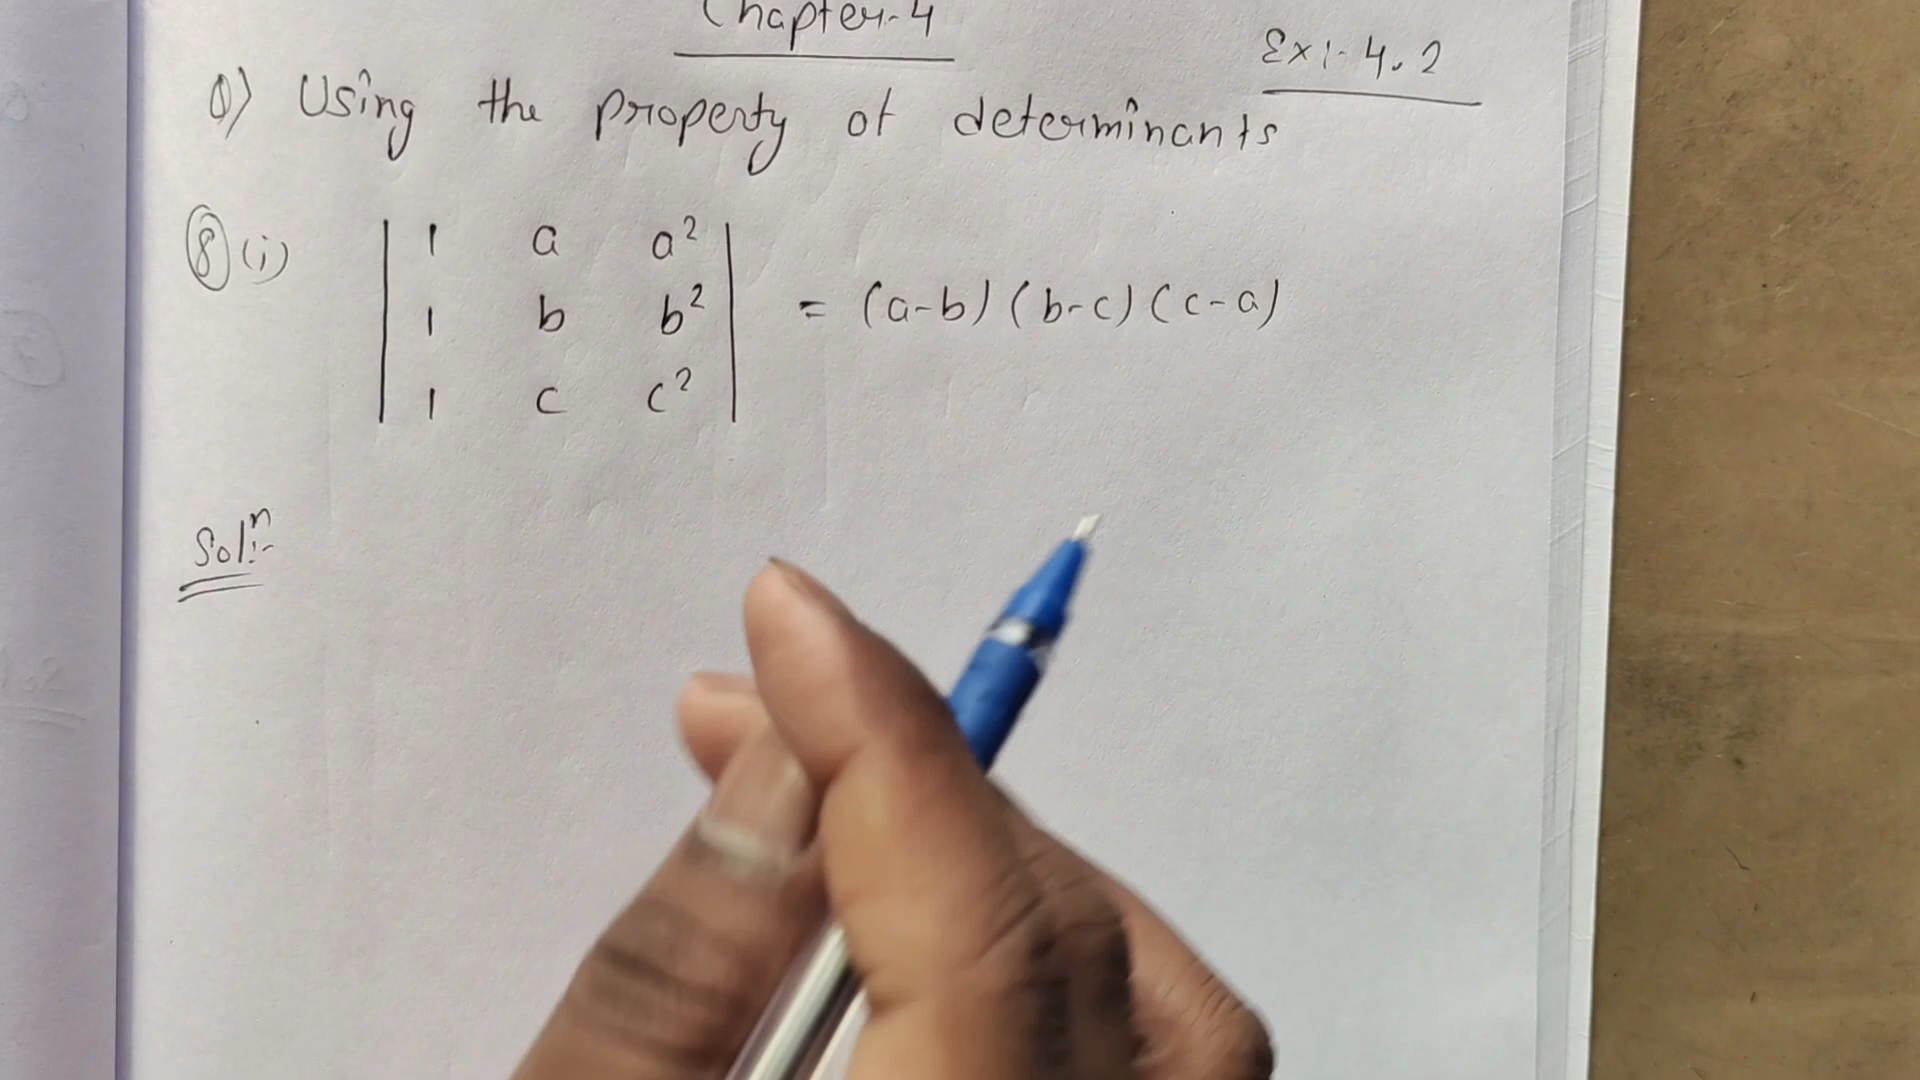 Chapter-4
Ex:-4.2
Q) Using the property of determinants
8 (i)
| 1 a a² |
| 1 b b² | = (a-b) (b-c) (c-a)
| 1 c c² |
Solⁿ:-